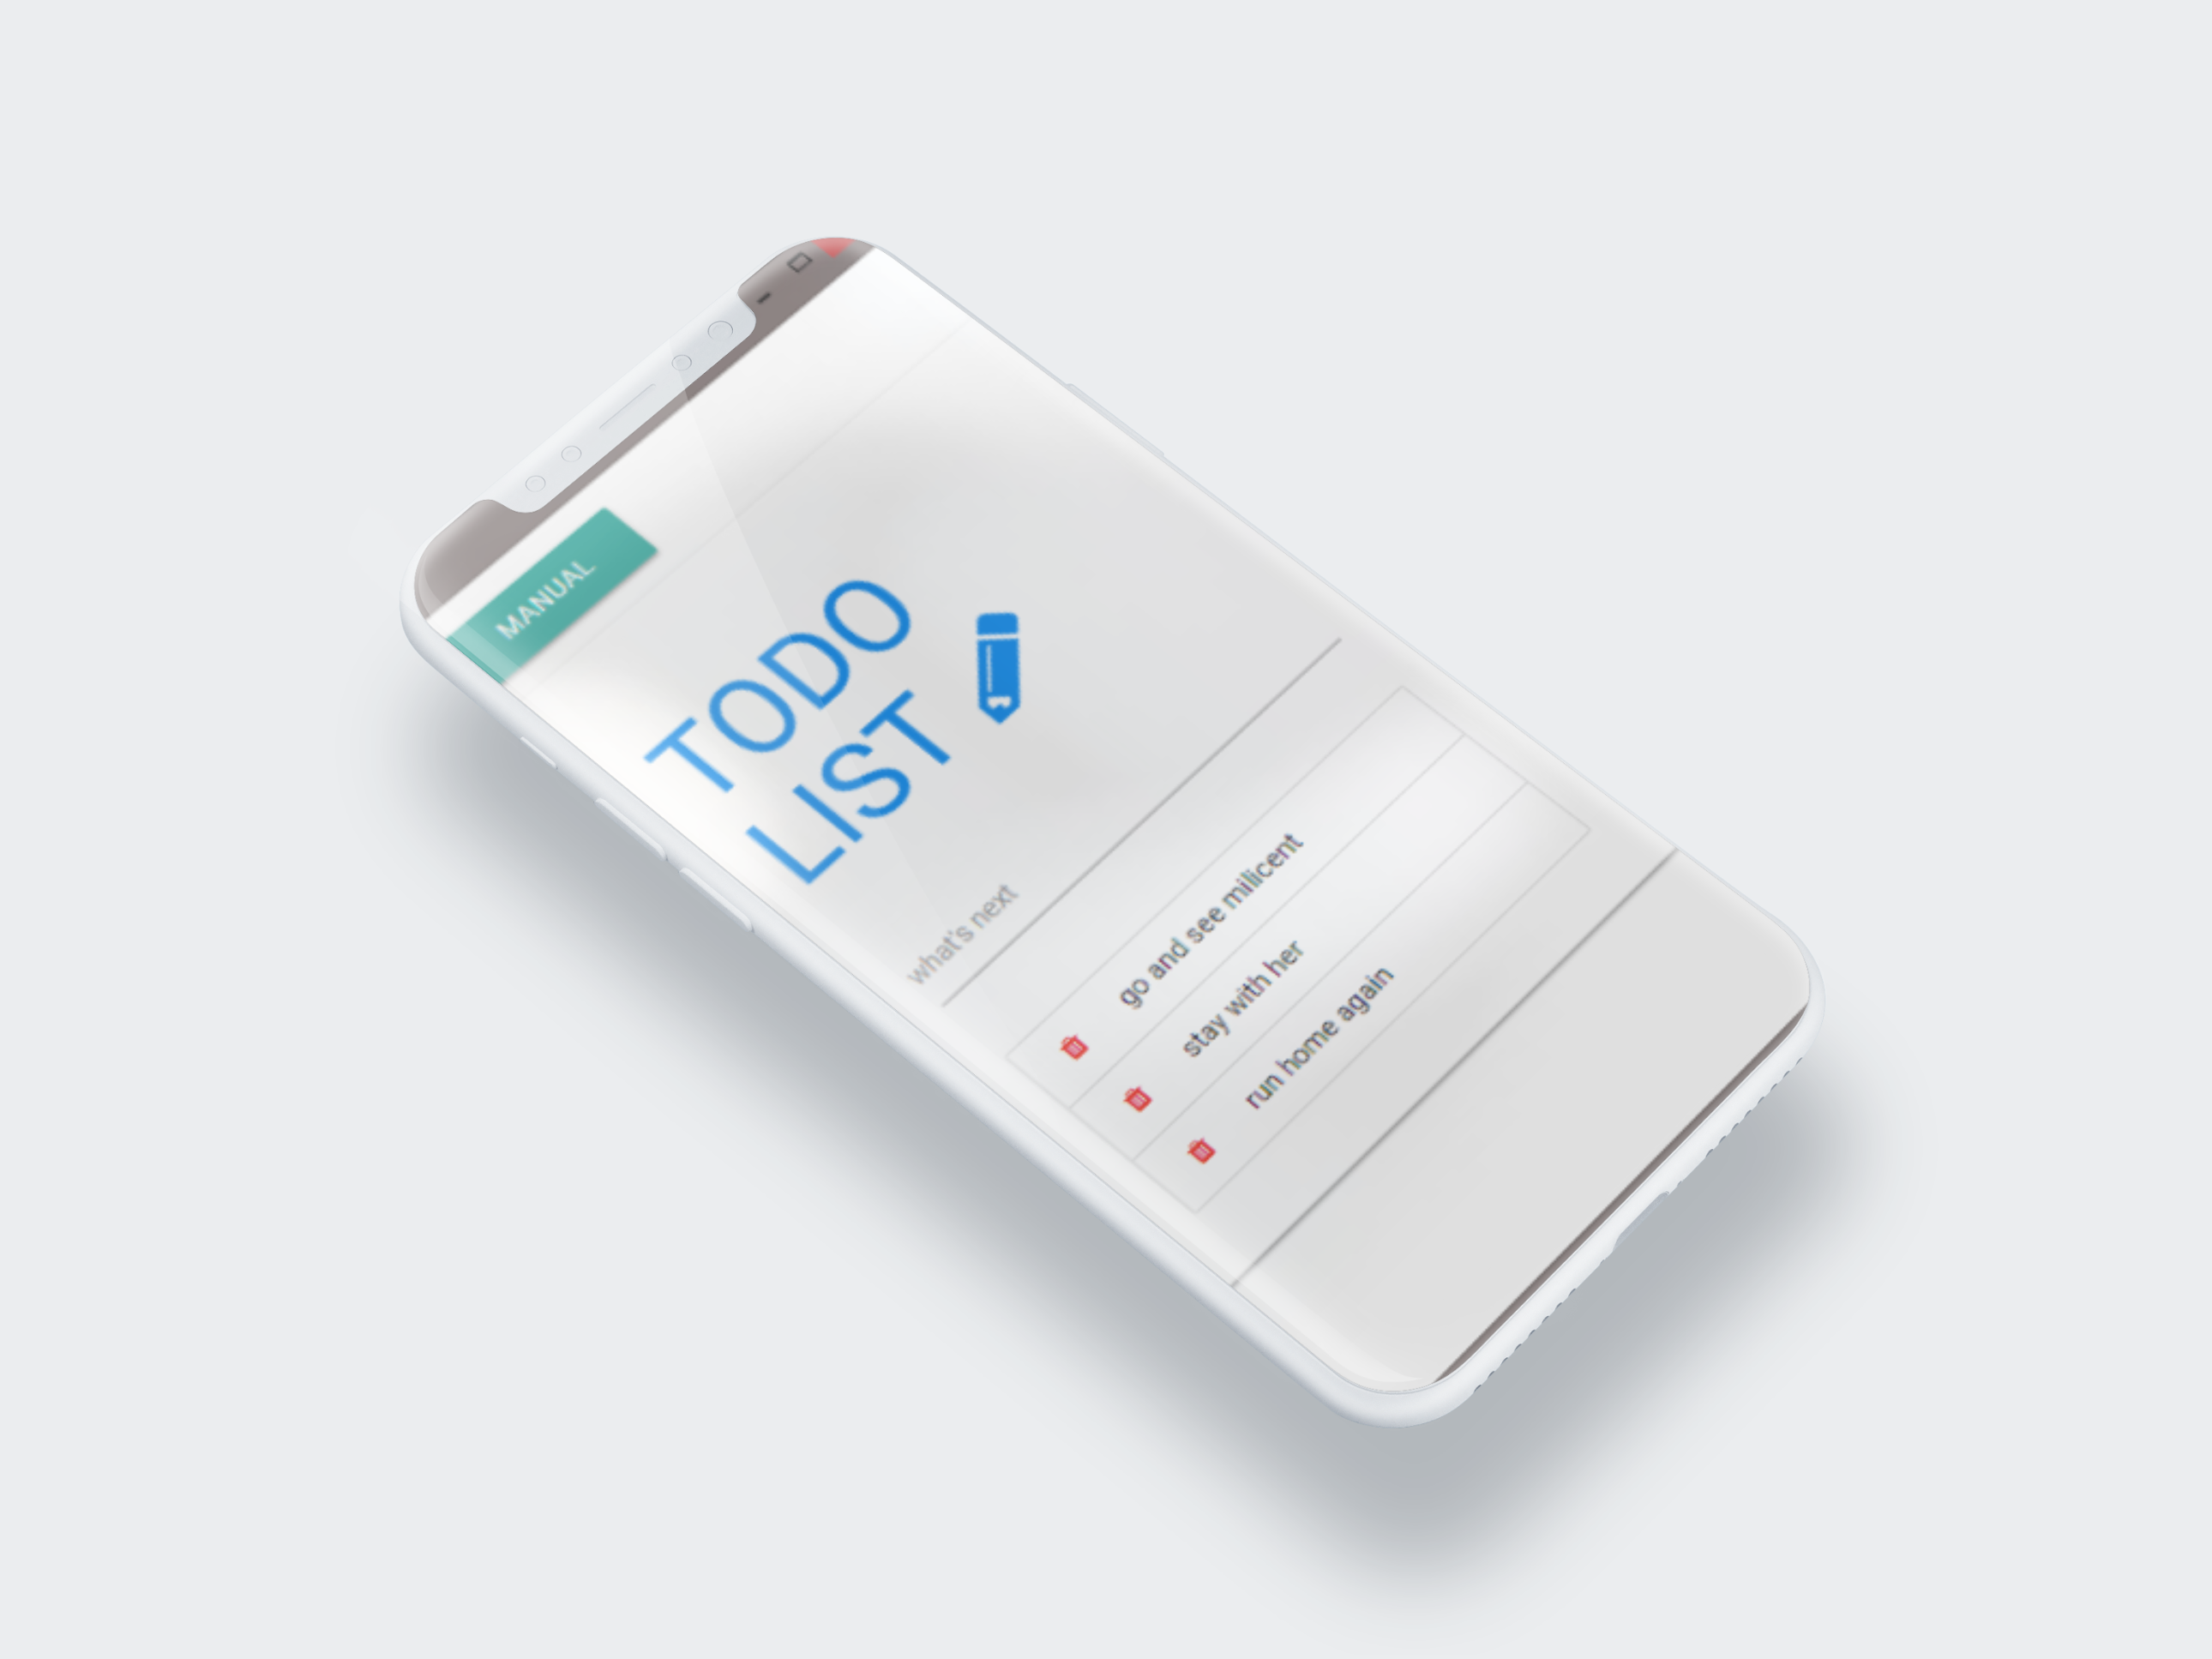 MANUAL
TODO
LIST
what's next
go and see milicent
stay with her
run home again